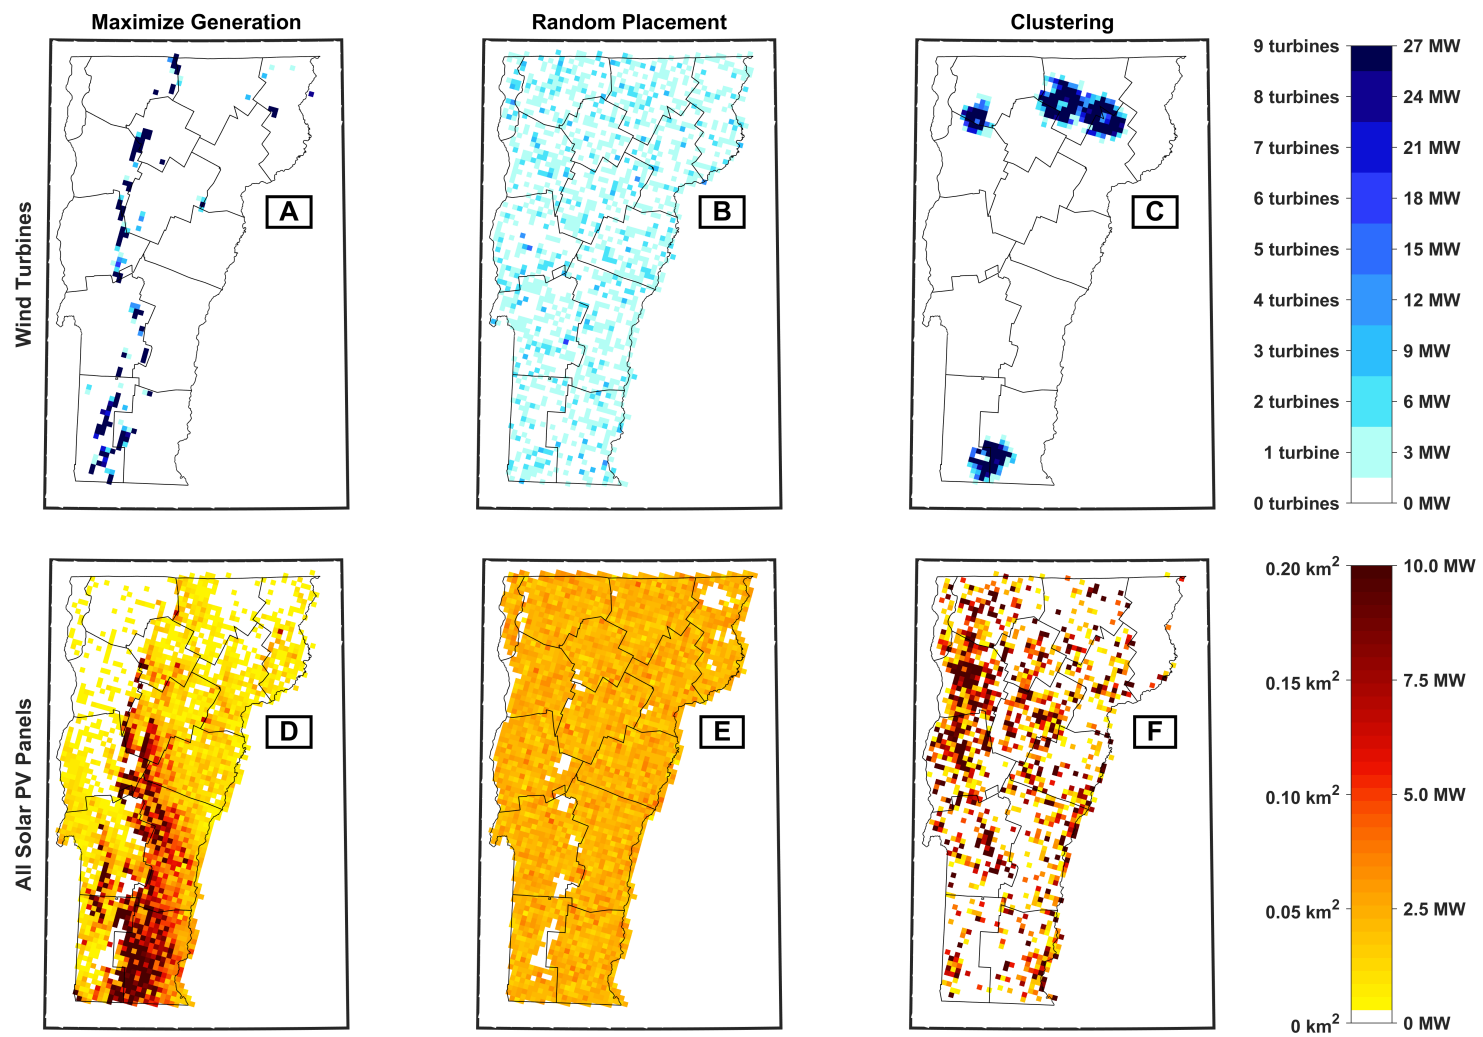 Maximize Generation
Random Placement
Clustering
Wind Turbines
A
B
C
9 turbines 27 MW
8 turbines 24 MW
7 turbines 21 MW
6 turbines 18 MW
5 turbines 15 MW
4 turbines 12 MW
3 turbines 9 MW
2 turbines 6 MW
1 turbine 3 MW
0 turbines 0 MW
All Solar PV Panels
D
E
F
0.20 km² 10.0 MW
0.15 km² 7.5 MW
0.10 km² 5.0 MW
0.05 km² 2.5 MW
0 km² 0 MW